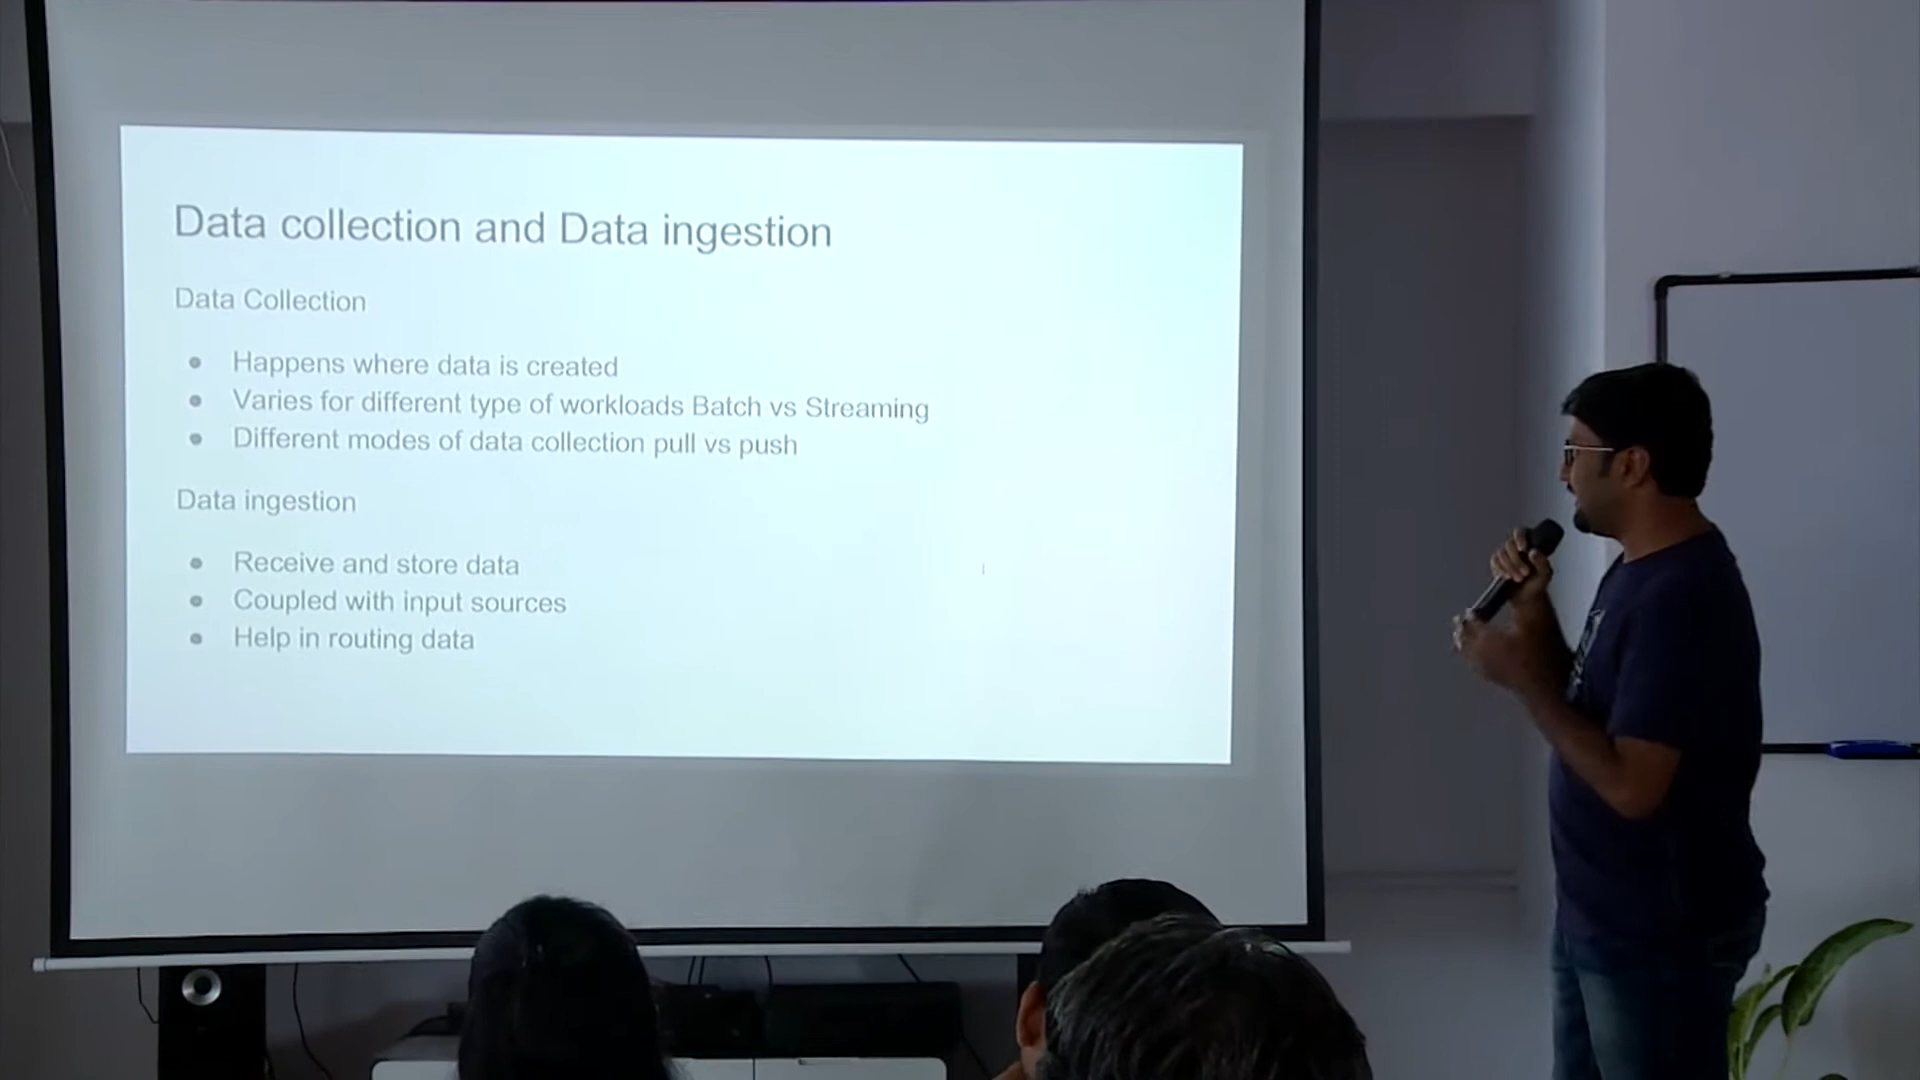 Data collection and Data ingestion
Data Collection
● Happens where data is created
● Varies for different type of workloads Batch vs Streaming
● Different modes of data collection pull vs push
Data ingestion
● Receive and store data
● Coupled with input sources
● Help in routing data